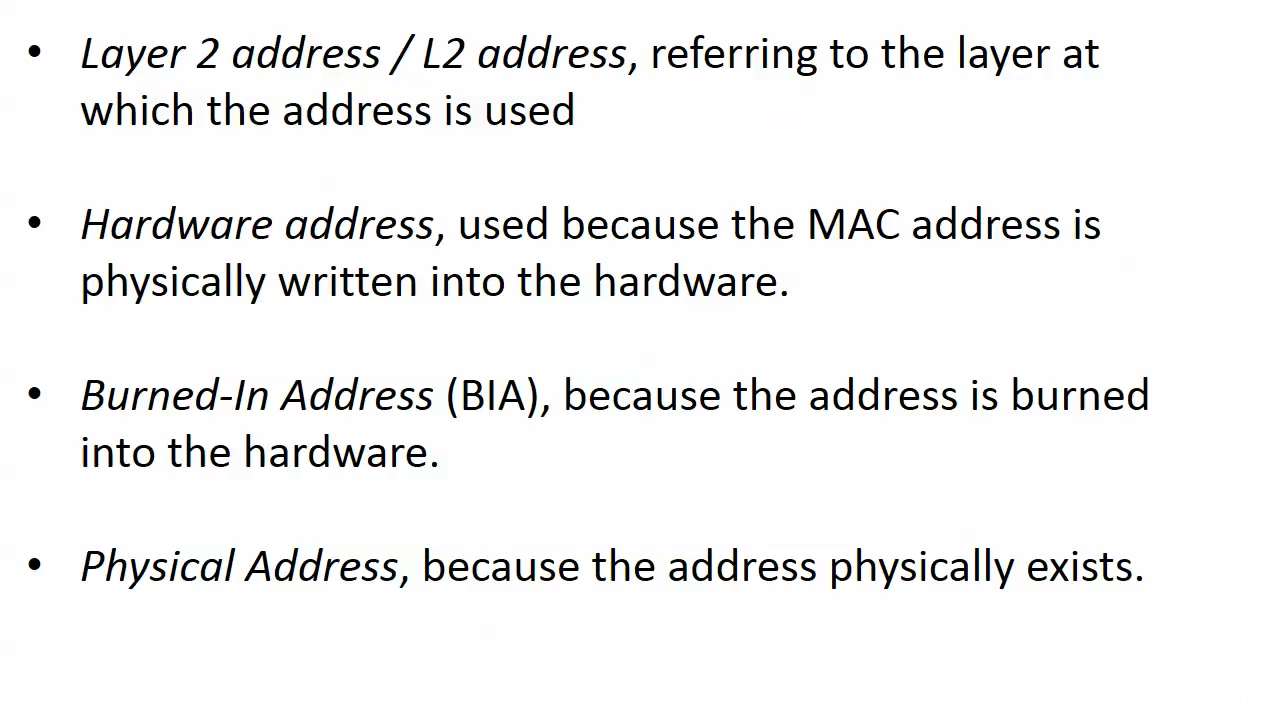 • Layer 2 address / L2 address, referring to the layer at
which the address is used
• Hardware address, used because the MAC address is
physically written into the hardware.
• Burned-In Address (BIA), because the address is burned
into the hardware.
• Physical Address, because the address physically exists.